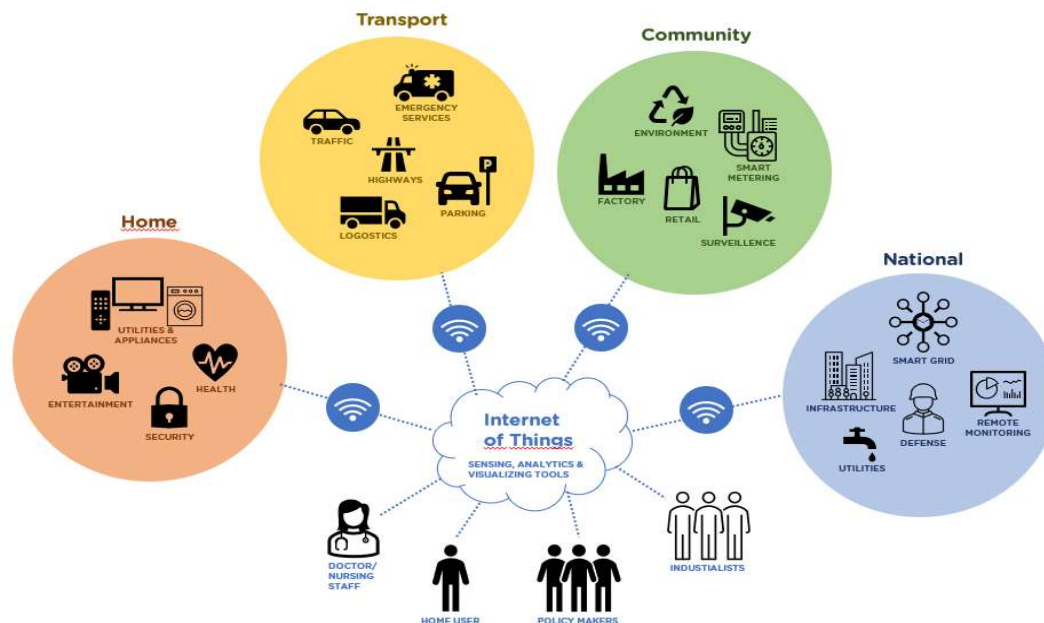 Transport
EMERGENCY
SERVICES
TRAFFIC
HIGHWAYS
PARKING
LOGOSTICS
Community
ENVIRONMENT
SMART
METERING
FACTORY
RETAIL
SURVEILLENCE
Home
UTILITIES &
APPLIANCES
HEALTH
ENTERTAINMENT
SECURITY
National
SMART GRID
INFRASTRUCTURE
DEFENSE
REMOTE
MONITORING
UTILITIES
Internet
of Things
SENSING, ANALYTICS &
VISUALIZING TOOLS
DOCTOR/
NURSING
STAFF
HOME USER
POLICY MAKERS
INDUSTIALISTS
P